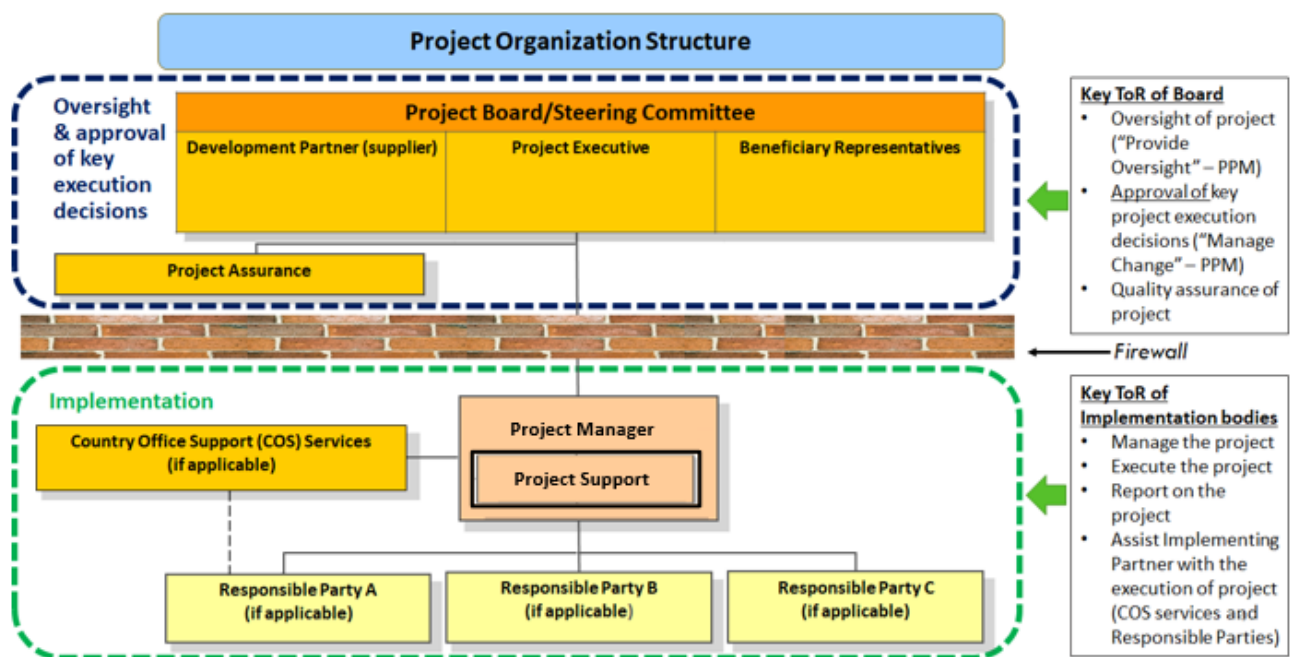 Project Organization Structure
Oversight
& approval
of key
execution
decisions
Project Board/Steering Committee
Development Partner (supplier)
Project Executive
Beneficiary Representatives
Project Assurance
Key ToR of Board
• Oversight of project
("Provide
Oversight" – PPM)
• Approval of key
project execution
decisions ("Manage
Change" – PPM)
• Quality assurance of
project
Firewall
Implementation
Country Office Support (COS) Services
(if applicable)
Project Manager
Project Support
Responsible Party A
(if applicable)
Responsible Party B
(if applicable)
Responsible Party C
(if applicable)
Key ToR of
Implementation bodies
• Manage the project
• Execute the project
• Report on the
project
• Assist Implementing
Partner with the
execution of project
(COS services and
Responsible Parties)